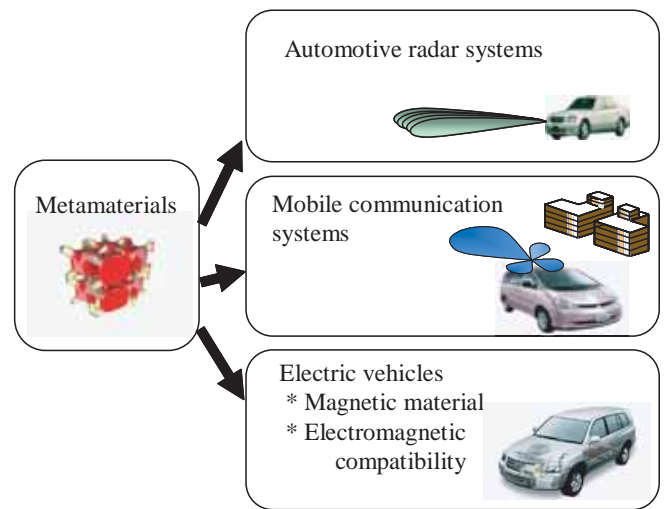 Automotive radar systems
Metamaterials
Mobile communication
systems
Electric vehicles
* Magnetic material
* Electromagnetic
compatibility